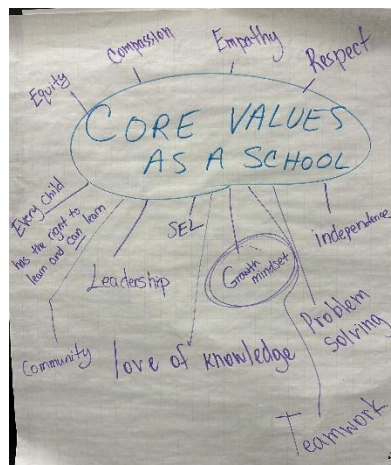 Compassion
Empathy
Respect
Equity
CORE VALUES
AS A SCHOOL
Every Child
has the right to
learn and can learn
SEL
independence
Leadership
Growth
mindset
Problem
Solving
Community
love of knowledge
Teamwork